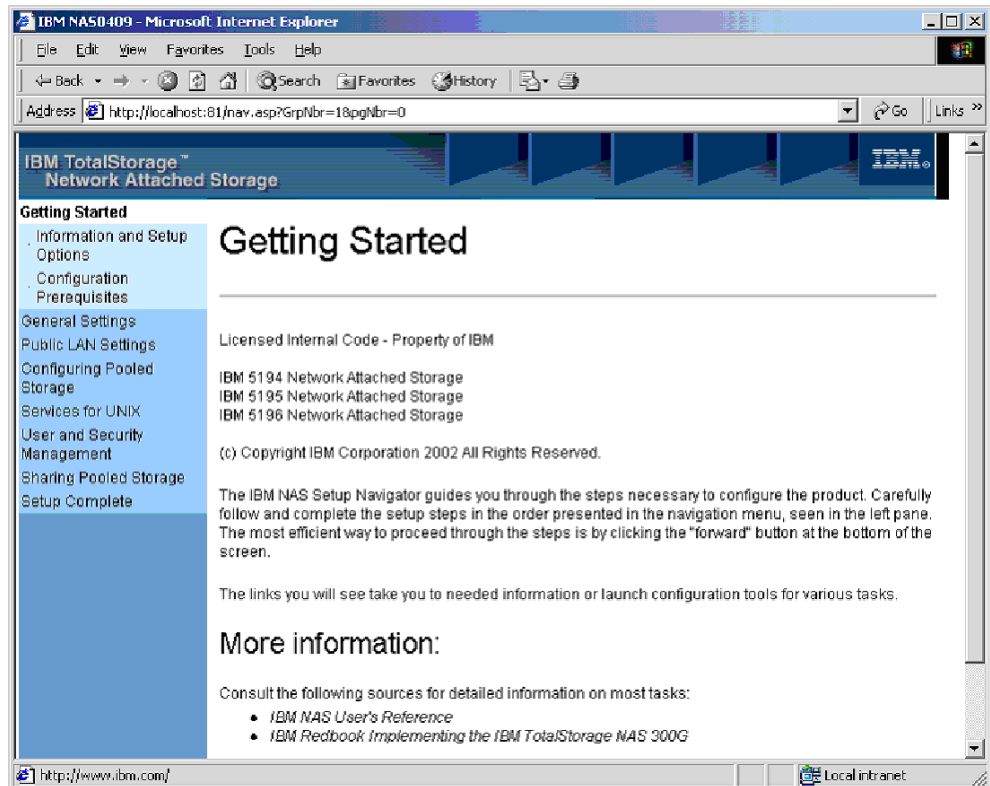 IBM NAS0409 - Microsoft Internet Explorer
File Edit View Favorites Tools Help
Back Search Favorites History
Address http://localhost:81/nav.asp?GrpNbr=1&pgNbr=0 Go Links »
IBM TotalStorage™
Network Attached Storage
IBM®
Getting Started
Information and Setup
Options
Configuration
Prerequisites
General Settings
Public LAN Settings
Configuring Pooled
Storage
Services for UNIX
User and Security
Management
Sharing Pooled Storage
Setup Complete
Getting Started
Licensed Internal Code - Property of IBM
IBM 5194 Network Attached Storage
IBM 5195 Network Attached Storage
IBM 5196 Network Attached Storage
(c) Copyright IBM Corporation 2002 All Rights Reserved.
The IBM NAS Setup Navigator guides you through the steps necessary to configure the product. Carefully
follow and complete the setup steps in the order presented in the navigation menu, seen in the left pane.
The most efficient way to proceed through the steps is by clicking the "forward" button at the bottom of the
screen.
The links you will see take you to needed information or launch configuration tools for various tasks.
More information:
Consult the following sources for detailed information on most tasks:
• IBM NAS User's Reference
• IBM Redbook Implementing the IBM TotalStorage NAS 300G
http://www.ibm.com/ Local intranet